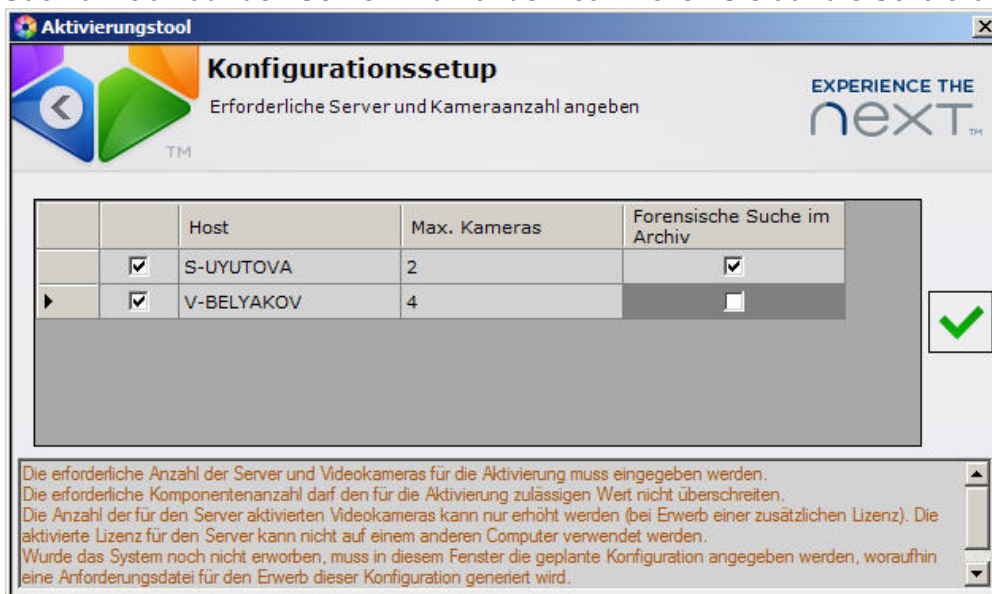 Aktivierungstool
Konfigurationssetup
Erforderliche Server und Kameraanzahl angeben
EXPERIENCE THE
next TM
TM
Host Max. Kameras Forensische Suche im Archiv
S-UYUTOVA 2
V-BELYAKOV 4
Die erforderliche Anzahl der Server und Videokameras für die Aktivierung muss eingegeben werden.
Die erforderliche Komponentenanzahl darf den für die Aktivierung zulässigen Wert nicht überschreiten.
Die Anzahl der für den Server aktivierten Videokameras kann nur erhöht werden (bei Erwerb einer zusätzlichen Lizenz). Die
aktivierte Lizenz für den Server kann nicht auf einem anderen Computer verwendet werden.
Wurde das System noch nicht erworben, muss in diesem Fenster die geplante Konfiguration angegeben werden, woraufhin
eine Anforderungsdatei für den Erwerb dieser Konfiguration generiert wird.